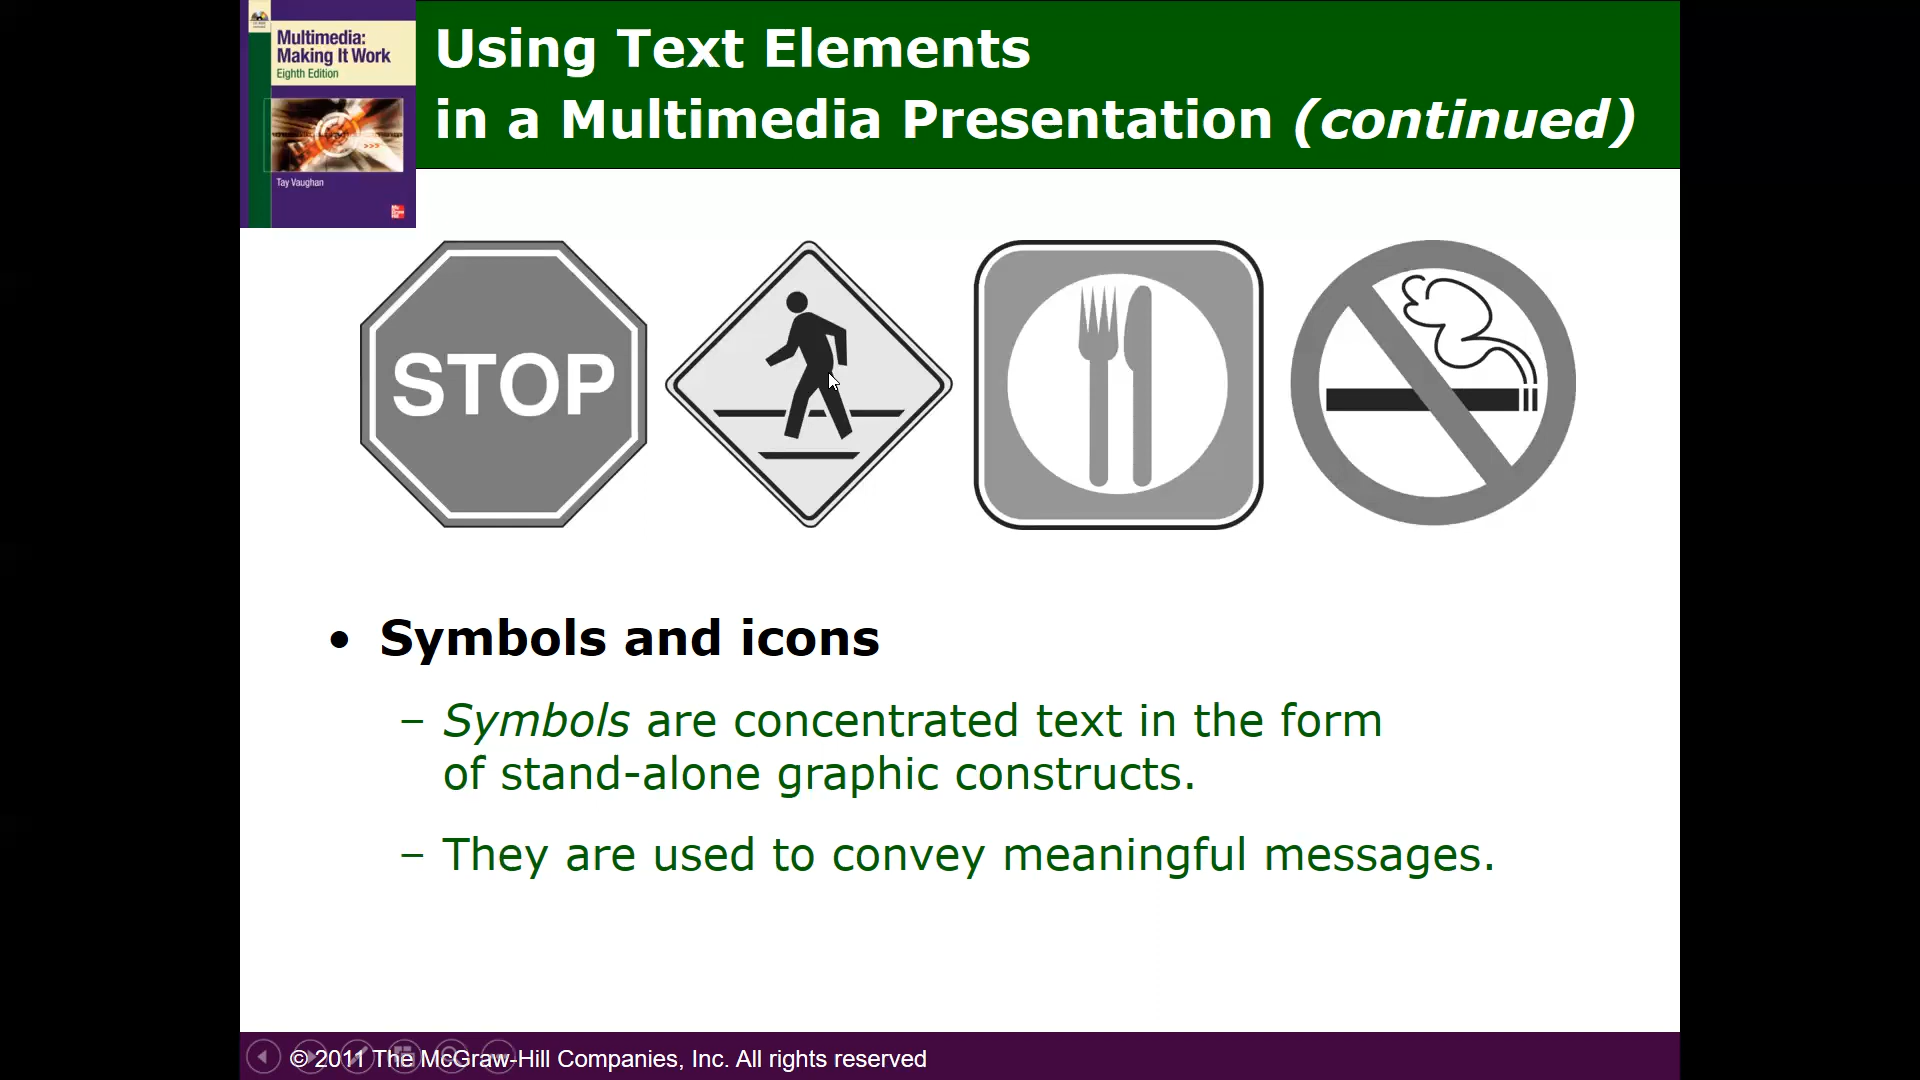 Multimedia:
Making It Work
Eighth Edition
Tay Vaughan
Using Text Elements
in a Multimedia Presentation (continued)
STOP
• Symbols and icons
– Symbols are concentrated text in the form
of stand-alone graphic constructs.
– They are used to convey meaningful messages.
© 2011 The McGraw-Hill Companies, Inc. All rights reserved